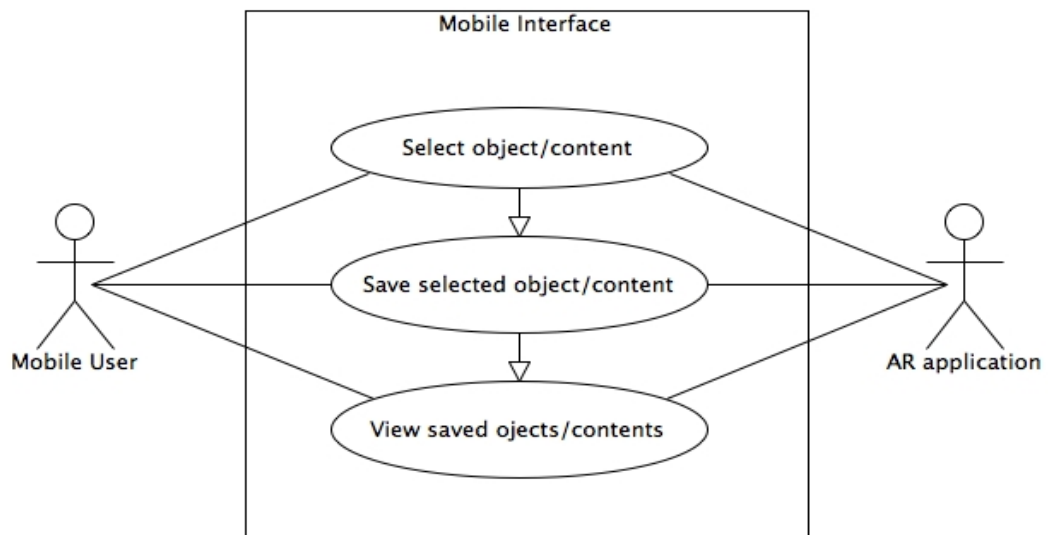 Mobile Interface
Select object/content
Save selected object/content
Mobile User
AR application
View saved ojects/contents